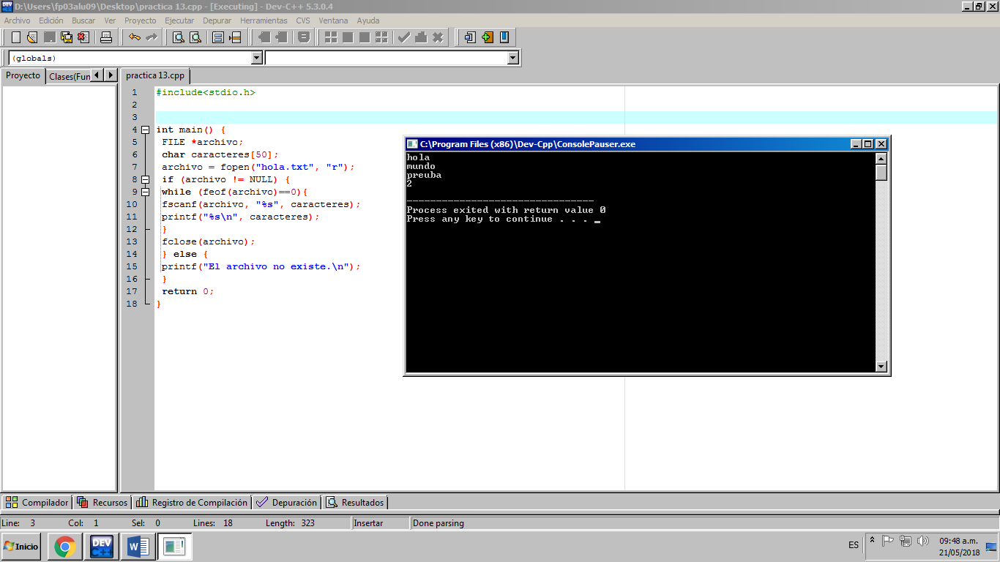 D:\Users\fp03alu09\Desktop\practica 13.cpp - [Executing] - Dev-C++ 5.3.0.4
Archivo Edición Buscar Ver Proyecto Ejecutar Depurar Herramientas CVS Ventana Ayuda
(globals)
Proyecto Clases(Fun practica 13.cpp
1 #include<stdio.h>
2
3
4 int main() {
5 FILE *archivo;
6 char caracteres[50];
7 archivo = fopen("hola.txt", "r");
8 if (archivo != NULL) {
9 while (feof(archivo)==0){
10 fscanf(archivo, "%s", caracteres);
11 printf("%s\n", caracteres);
12 }
13 fclose(archivo);
14 } else {
15 printf("El archivo no existe.\n");
16 }
17 return 0;
18 }
C:\Program Files (x86)\Dev-Cpp\ConsolePauser.exe
hola
mundo
preuba
2
--------------------------------
Process exited with return value 0
Press any key to continue . . . _
Compilador Recursos Registro de Compilación Depuración Resultados
Line: 3 Col: 1 Sel: 0 Lines: 18 Length: 323 Insertar Done parsing
Inicio DEV C++ W ES 09:48 a.m.
21/05/2018